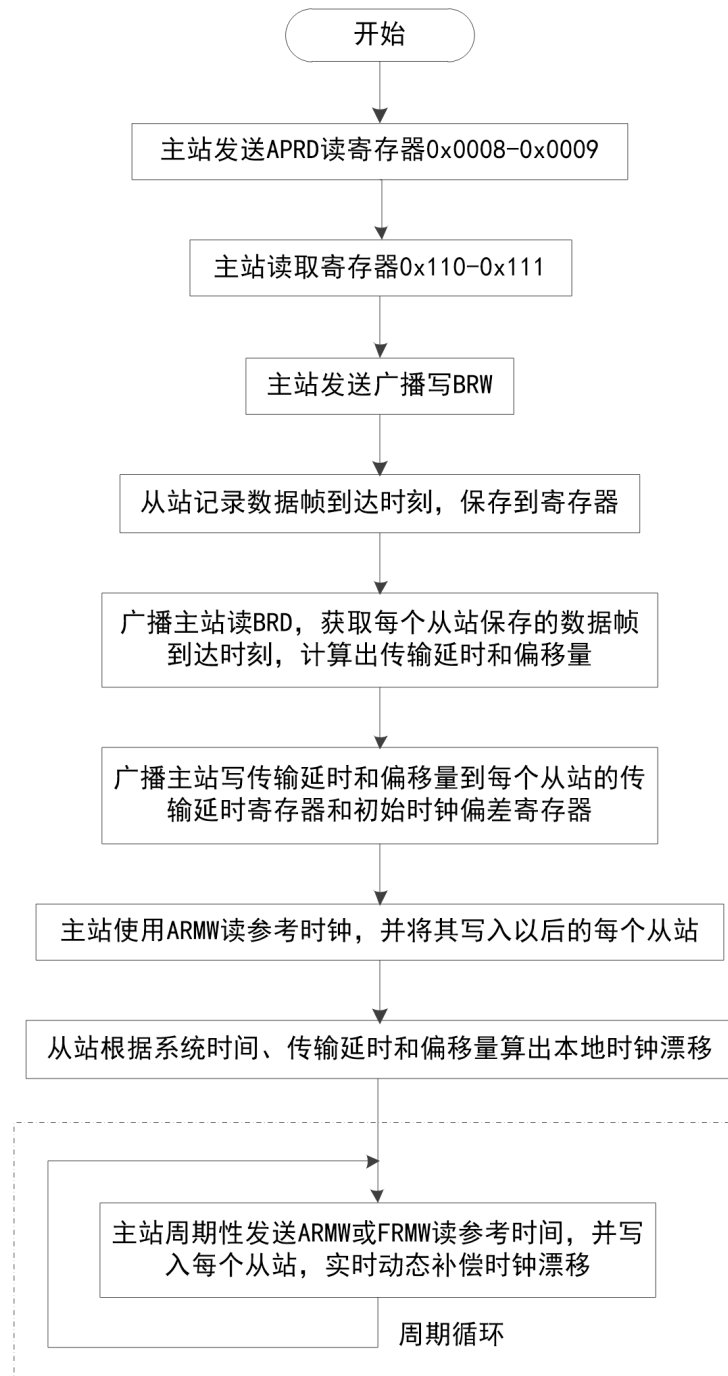 开始
主站发送APRD读寄存器0x0008-0x0009
主站读取寄存器0x110-0x111
主站发送广播写BRW
从站记录数据帧到达时刻，保存到寄存器
广播主站读BRD，获取每个从站保存的数据帧
到达时刻，计算出传输延时和偏移量
广播主站写传输延时和偏移量到每个从站的传
输延时寄存器和初始时钟偏差寄存器
主站使用ARMW读参考时钟，并将其写入以后的每个从站
从站根据系统时间、传输延时和偏移量算出本地时钟漂移
主站周期性发送ARMW或FRMW读参考时间，并写
入每个从站，实时动态补偿时钟漂移
周期循环